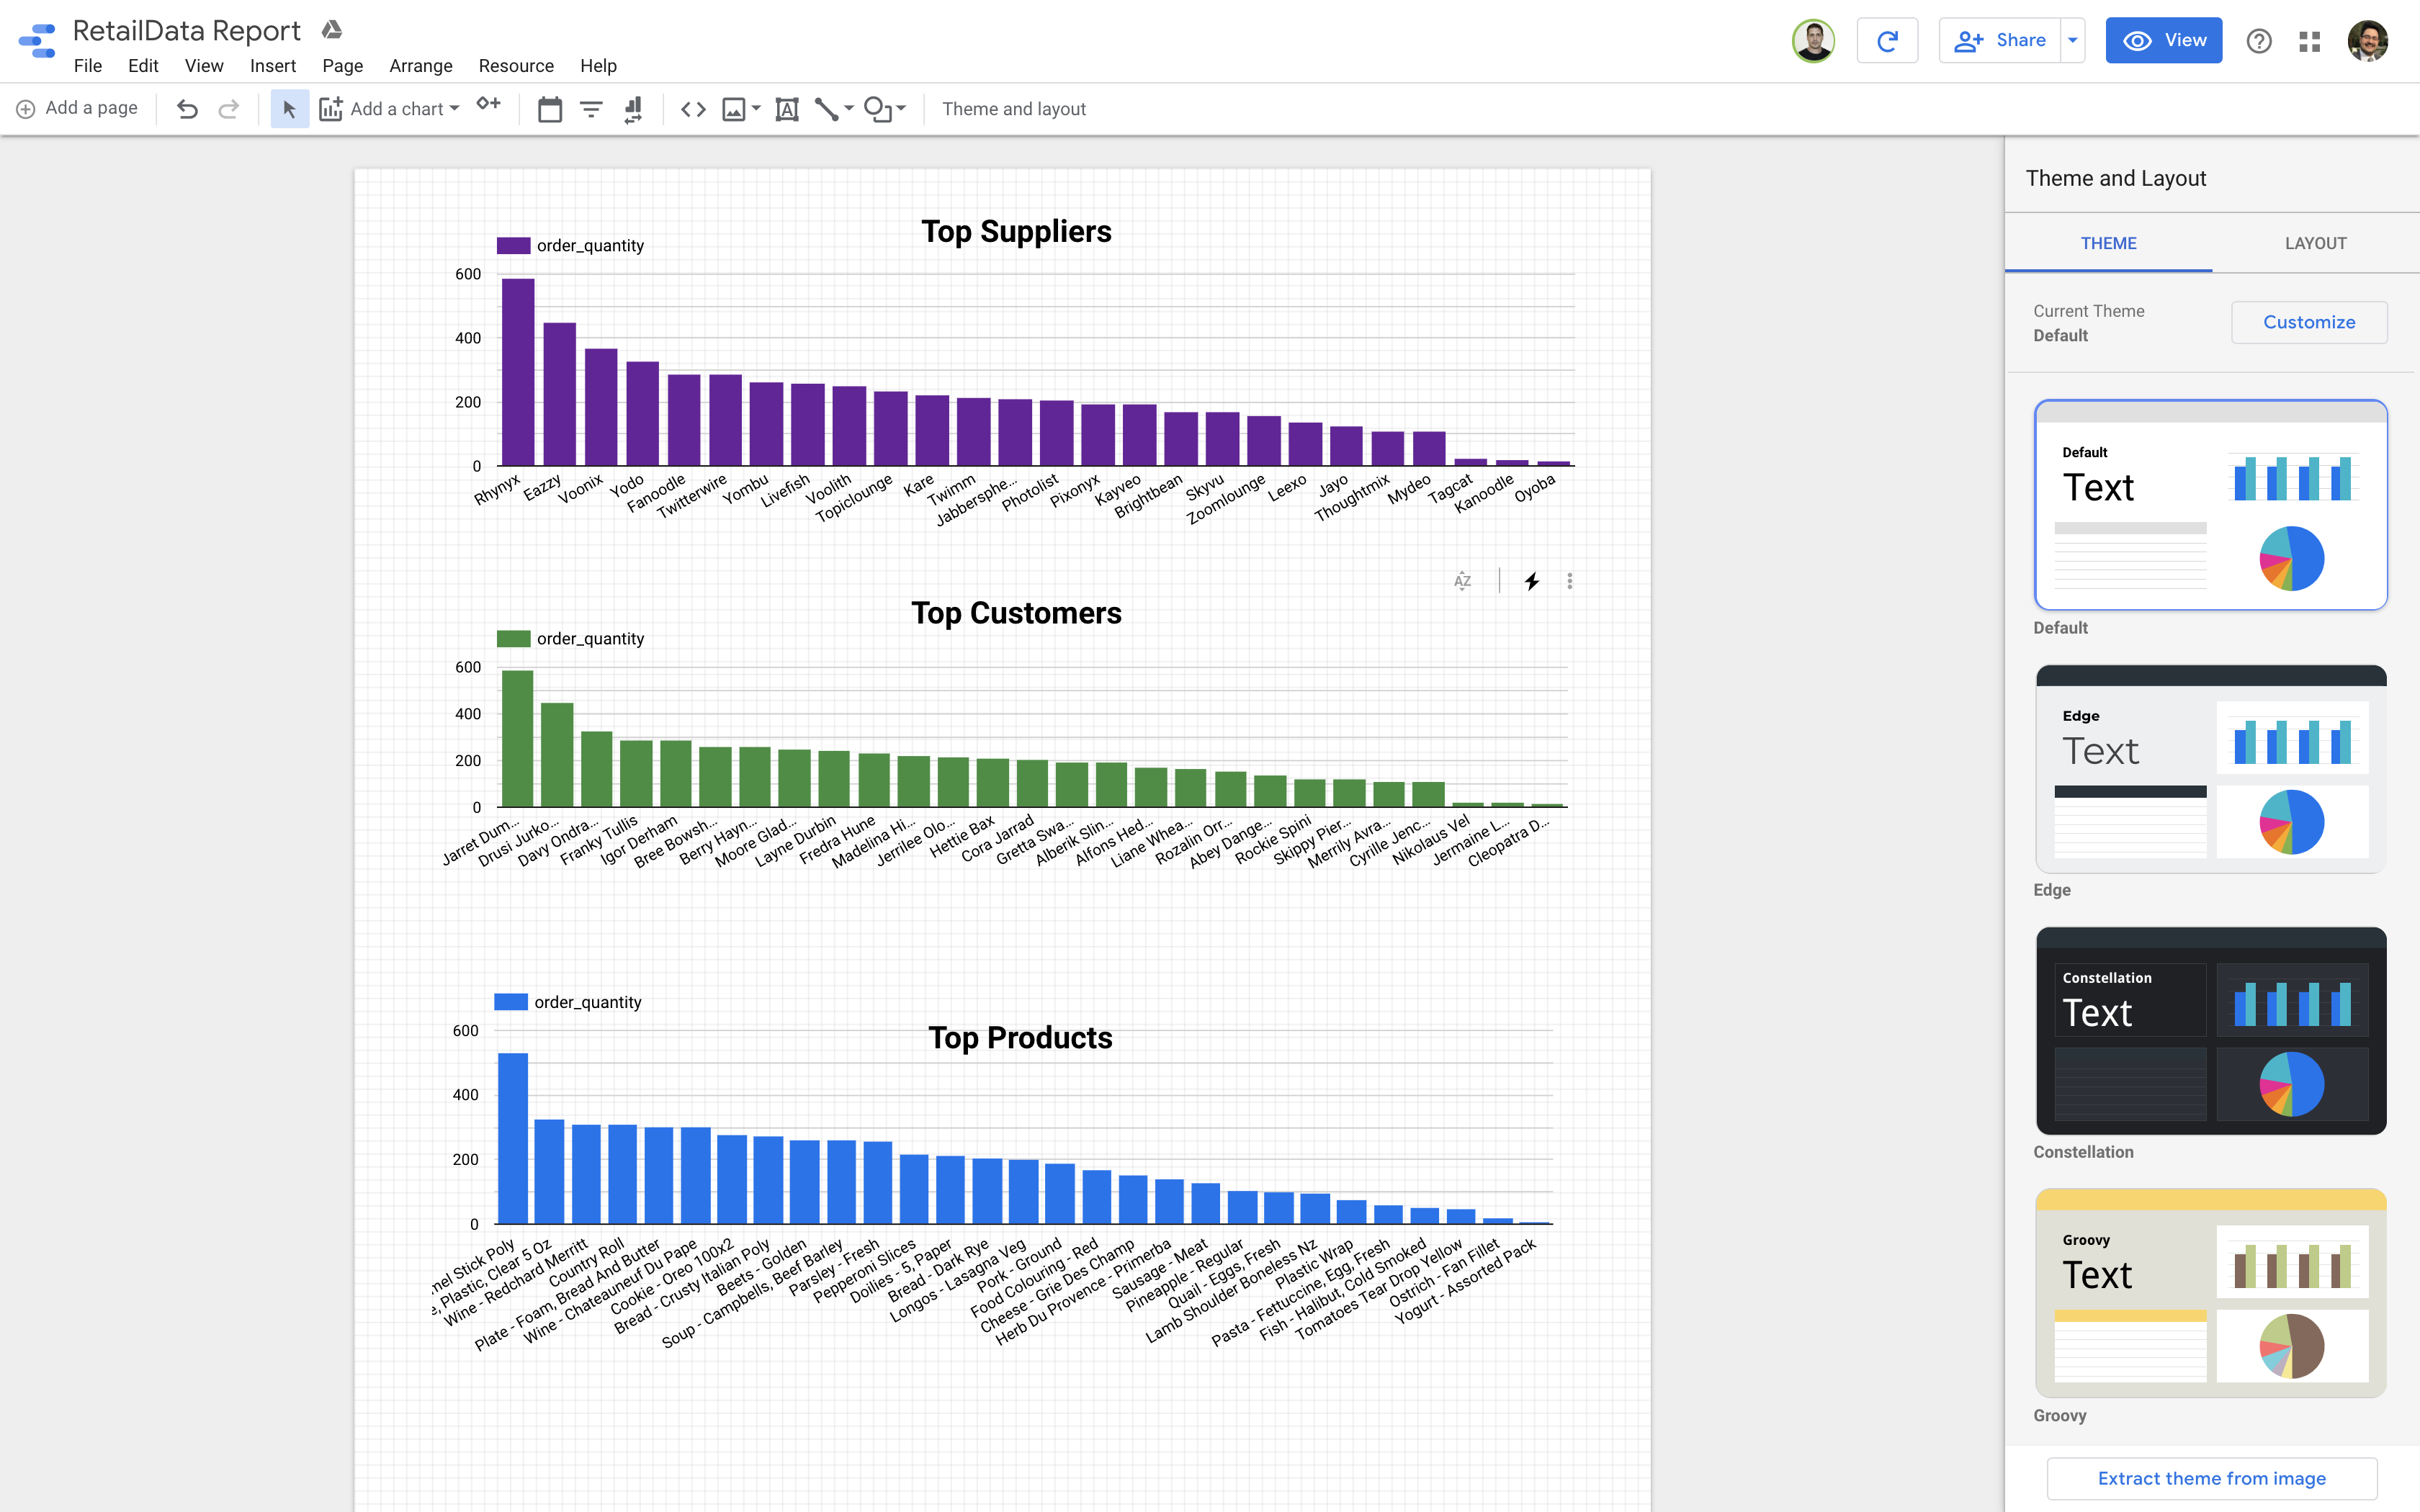 RetailData Report
File Edit View Insert Page Arrange Resource Help
Share
View
Add a page
Add a chart
Theme and layout
Top Suppliers
order_quantity
600
400
200
0
Rhynyx Eazzy Voonix Yodo Fanoodle Twitterwire Yombu Livefish Voolith Topiclounge Kare Twimm Jabbersphe... Photolist Pixonyx Kayveo Brightbean Skyvu Zoomlounge Leexo Jayo Thoughtmix Mydeo Tagcat Kanoodle Oyoba
AZ
Top Customers
order_quantity
600
400
200
0
Jarret Dum... Drusi Jurko... Davy Ondra... Franky Tullis Igor Derham Bree Bowsh... Berry Hayn... Moore Glad... Layne Durbin Fredra Hune Madelina Hi... Jerrilee Olo... Hettie Bax Cora Jarrad Gretta Swa... Alberik Slin... Alfons Hed... Liane Whea... Rozalin Orr... Abey Dange... Rockie Spini Skippy Pier... Merrily Avra... Cyrille Jenc... Nikolaus Vel Jermaine L... Cleopatra D...
order_quantity
Top Products
600
400
200
0
mel Stick Poly
e, Plastic, Clear 5 Oz
Wine - Redchard Merritt
Country Roll
Plate - Foam, Bread And Butter
Wine - Chateauneuf Du Pape
Cookie - Oreo 100x2
Bread - Crusty Italian Poly
Beets - Golden
Soup - Campbells, Beef Barley
Parsley - Fresh
Pepperoni Slices
Doilies - 5, Paper
Bread - Dark Rye
Longos - Lasagna Veg
Pork - Ground
Food Colouring - Red
Cheese - Grie Des Champ
Herb Du Provence - Primerba
Sausage - Meat
Pineapple - Regular
Quail - Eggs, Fresh
Lamb Shoulder Boneless Nz
Plastic Wrap
Pasta - Fettuccine, Egg, Fresh
Fish - Halibut, Cold Smoked
Tomatoes Tear Drop Yellow
Ostrich - Fan Fillet
Yogurt - Assorted Pack
Theme and Layout
THEME
LAYOUT
Current Theme
Default
Customize
Default
Text
Default
Edge
Text
Edge
Constellation
Text
Constellation
Groovy
Text
Groovy
Extract theme from image